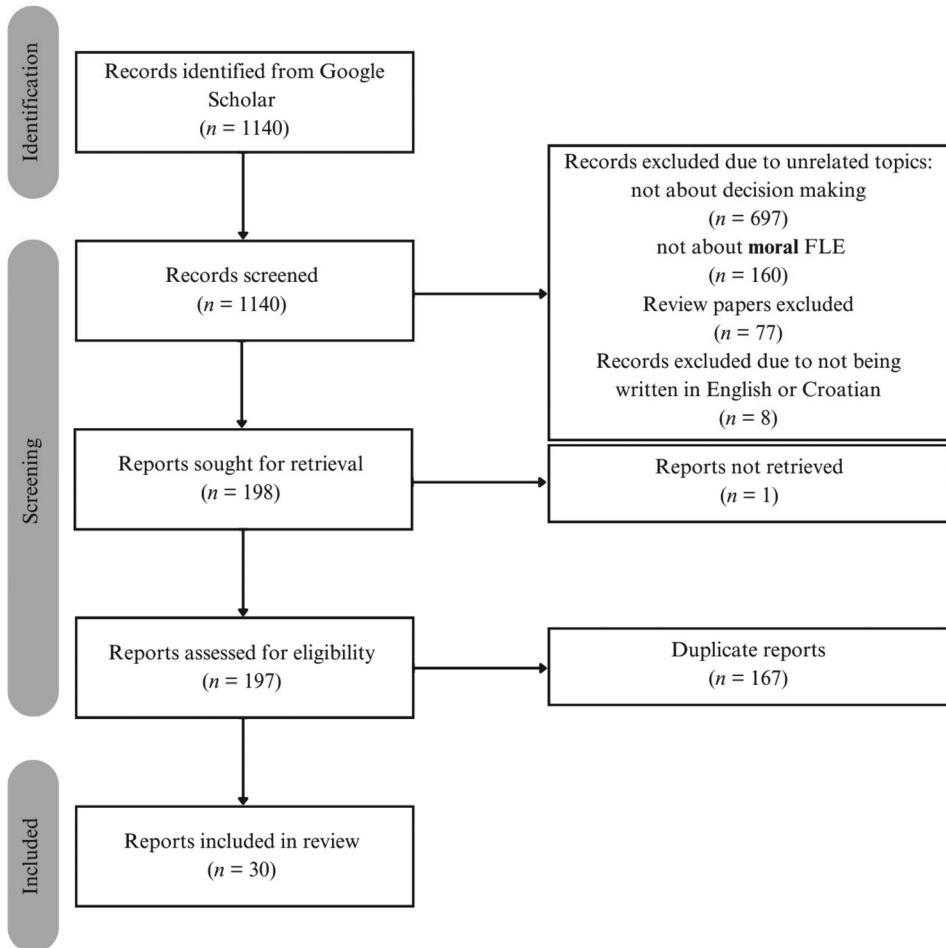 Identification
Records identified from Google
Scholar
(n = 1140)
Screening
Records screened
(n = 1140)
Records excluded due to unrelated topics:
not about decision making
(n = 697)
not about moral FLE
(n = 160)
Review papers excluded
(n = 77)
Records excluded due to not being
written in English or Croatian
(n = 8)
Reports sought for retrieval
(n = 198)
Reports not retrieved
(n = 1)
Reports assessed for eligibility
(n = 197)
Duplicate reports
(n = 167)
Included
Reports included in review
(n = 30)